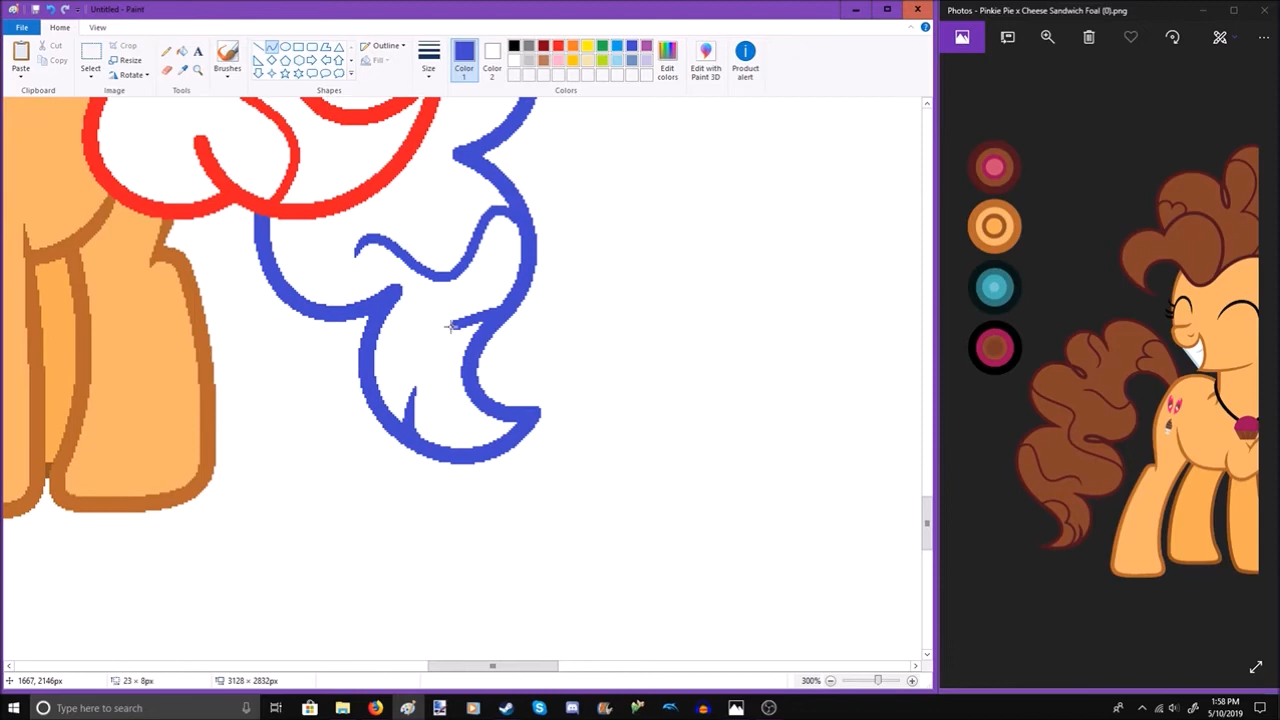 Untitled - Paint
Photos - Pinkie Pie x Cheese Sandwich Foal (0).png
File Home View
Paste Cut Copy
Select Crop Resize Rotate
Brushes
Outline Fill
Size
Color 1
Color 2
Edit colors
Edit with Paint 3D
Product alert
Clipboard Image Tools Shapes Colors
1667, 2146px 23 × 8px 3128 × 2832px 300%
Type here to search
1:58 PM
5/10/2019